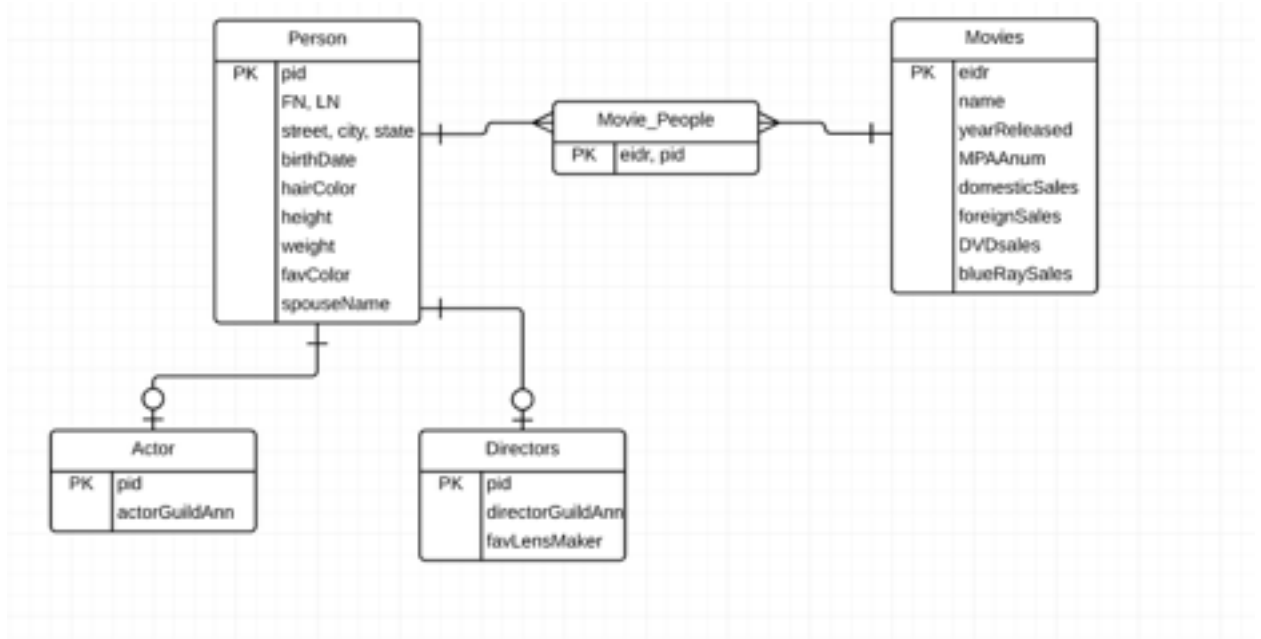 Person
PK pid
FN, LN
street, city, state
birthDate
hairColor
height
weight
favColor
spouseName
Movie_People
PK eidr, pid
Movies
PK eidr
name
yearReleased
MPAAnum
domesticSales
foreignSales
DVDsales
blueRaySales
Actor
PK pid
actorGuildAnn
Directors
PK pid
directorGuildAnn
favLensMaker